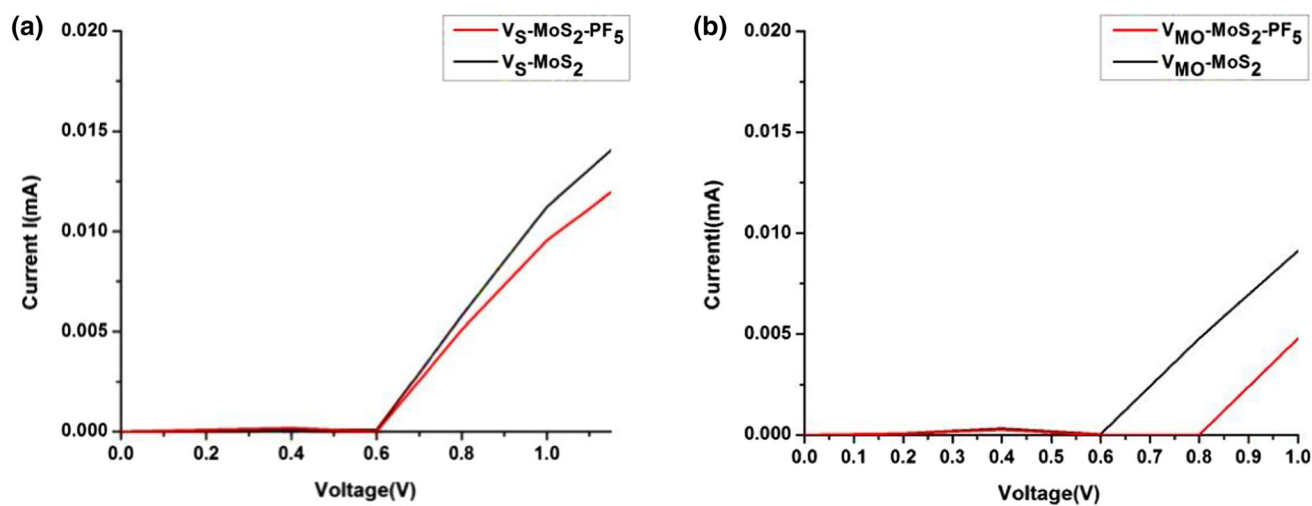 (a)
V_S-MoS_2-PF_5
V_S-MoS_2
0.020
0.015
0.010
0.005
0.000
Current I(mA)
0.0 0.2 0.4 0.6 0.8 1.0
Voltage(V)
(b)
V_MO-MoS_2-PF_5
V_MO-MoS_2
0.020
0.015
0.010
0.005
0.000
CurrentI(mA)
0.0 0.1 0.2 0.3 0.4 0.5 0.6 0.7 0.8 0.9 1.0
Voltage(V)